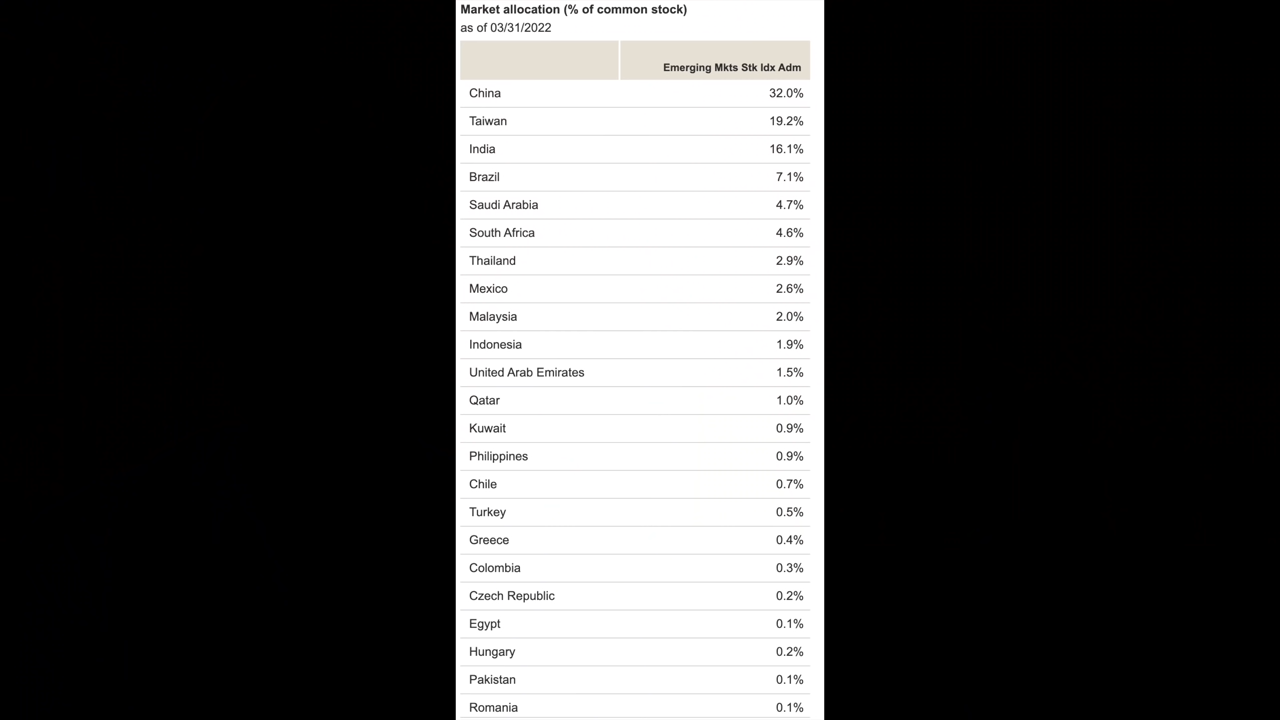 Market allocation (% of common stock)
as of 03/31/2022
Emerging Mkts Stk Idx Adm
China 32.0%
Taiwan 19.2%
India 16.1%
Brazil 7.1%
Saudi Arabia 4.7%
South Africa 4.6%
Thailand 2.9%
Mexico 2.6%
Malaysia 2.0%
Indonesia 1.9%
United Arab Emirates 1.5%
Qatar 1.0%
Kuwait 0.9%
Philippines 0.9%
Chile 0.7%
Turkey 0.5%
Greece 0.4%
Colombia 0.3%
Czech Republic 0.2%
Egypt 0.1%
Hungary 0.2%
Pakistan 0.1%
Romania 0.1%